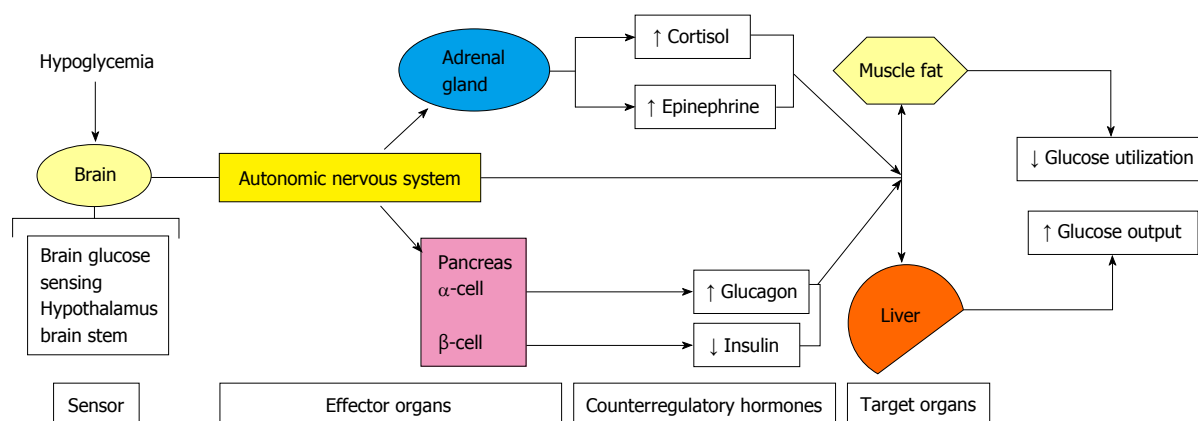 Hypoglycemia
Brain
Brain glucose
sensing
Hypothalamus
brain stem
Autonomic nervous system
Adrenal
gland
Pancreas
α-cell
β-cell
↑ Cortisol
↑ Epinephrine
↑ Glucagon
↓ Insulin
Muscle fat
Liver
↓ Glucose utilization
↑ Glucose output
Sensor
Effector organs
Counterregulatory hormones
Target organs